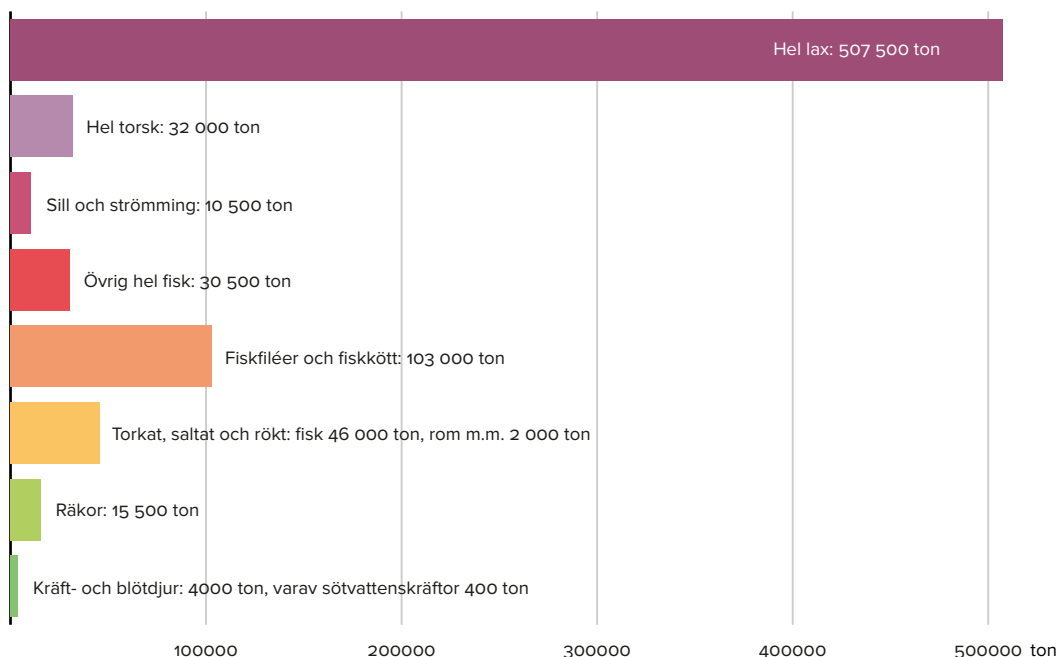 Hel lax: 507 500 ton
Hel torsk: 32 000 ton
Sill och strömming: 10 500 ton
Övrig hel fisk: 30 500 ton
Fiskfiléer och fiskkött: 103 000 ton
Torkat, saltat och rökt: fisk 46 000 ton, rom m.m. 2 000 ton
Räkor: 15 500 ton
Kräft- och blötdjur: 4000 ton, varav sötvattenskräftor 400 ton
100000 200000 300000 400000 500000 ton